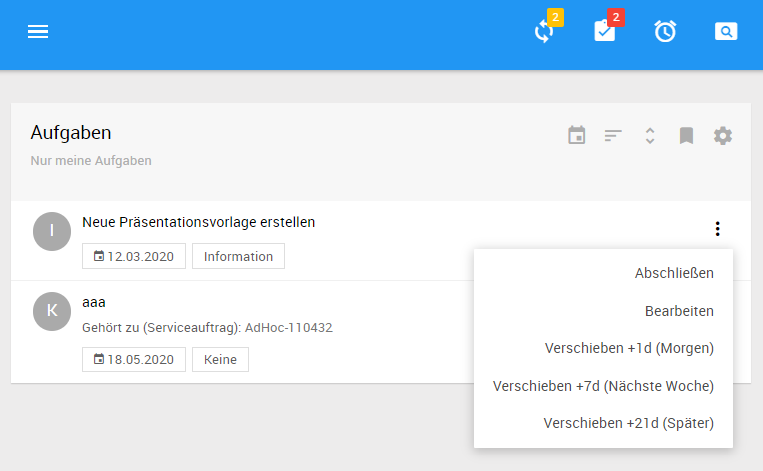 2
2
Aufgaben
Nur meine Aufgaben
I
Neue Präsentationsvorlage erstellen
12.03.2020
Information
K
aaa
Gehört zu (Serviceauftrag): AdHoc-110432
18.05.2020
Keine
Abschließen
Bearbeiten
Verschieben +1d (Morgen)
Verschieben +7d (Nächste Woche)
Verschieben +21d (Später)